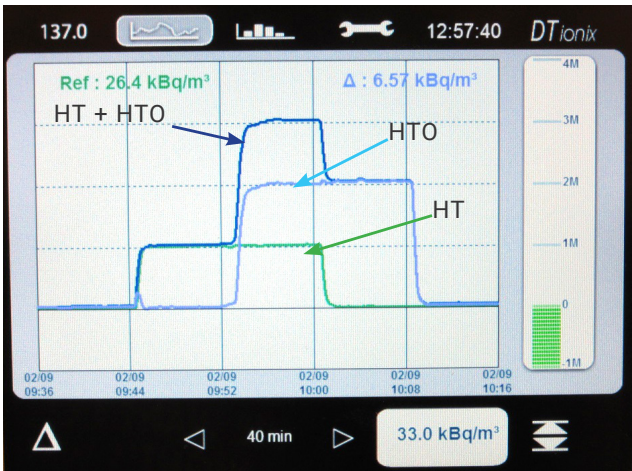 137.0
12:57:40
DTionix
Ref : 26.4 kBq/m³
Δ : 6.57 kBq/m³
HT + HTO
HTO
HT
4M
3M
2M
1M
0
-1M
02/09 02/09 02/09 02/09 02/09 02/09
09:36 09:44 09:52 10:00 10:08 10:16
Δ
40 min
33.0 kBq/m³